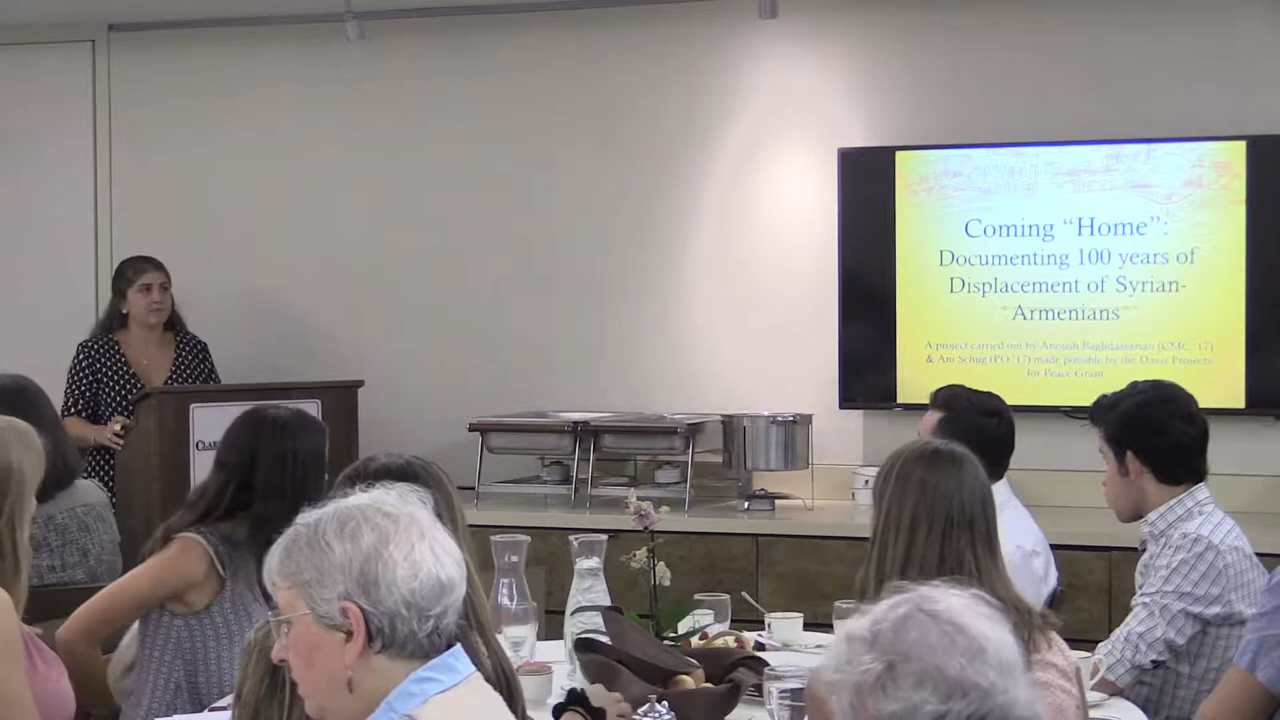 Coming “Home”:
Documenting 100 years of
Displacement of Syrian-
Armenians
A project carried out by Anoush Baghdassarian (CMC '17)
& Ani Schug (PO '17) made possible by the Davis Projects
for Peace Grant